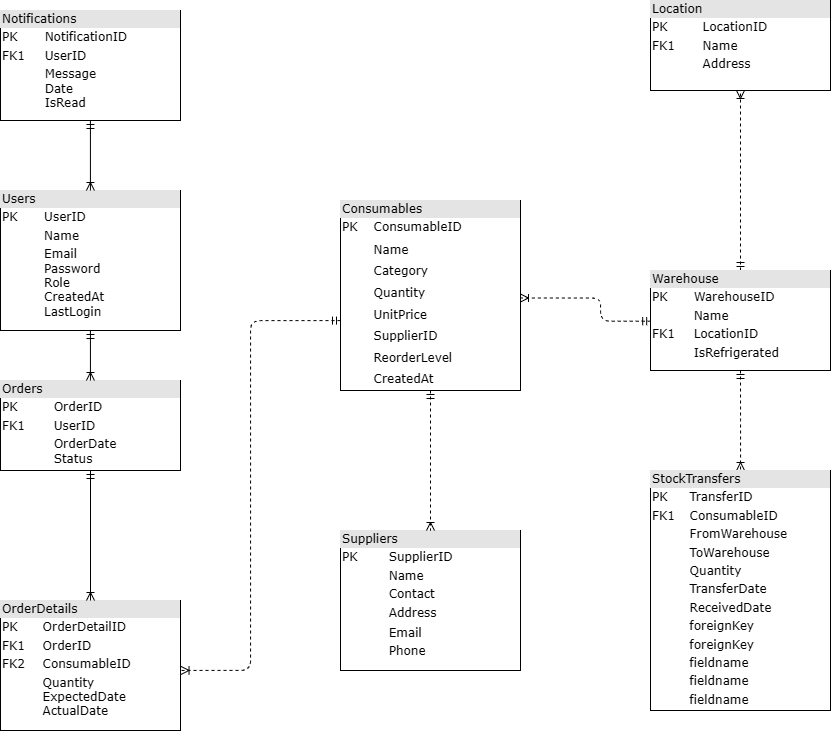 Notifications
PK NotificationID
FK1 UserID
Message
Date
IsRead
Users
PK UserID
Name
Email
Password
Role
CreatedAt
LastLogin
Orders
PK OrderID
FK1 UserID
OrderDate
Status
OrderDetails
PK OrderDetailID
FK1 OrderID
FK2 ConsumableID
Quantity
ExpectedDate
ActualDate
Consumables
PK ConsumableID
Name
Category
Quantity
UnitPrice
SupplierID
ReorderLevel
CreatedAt
Suppliers
PK SupplierID
Name
Contact
Address
Email
Phone
Location
PK LocationID
FK1 Name
Address
Warehouse
PK WarehouseID
Name
FK1 LocationID
IsRefrigerated
StockTransfers
PK TransferID
FK1 ConsumableID
FromWarehouse
ToWarehouse
Quantity
TransferDate
ReceivedDate
foreignKey
foreignKey
fieldname
fieldname
fieldname